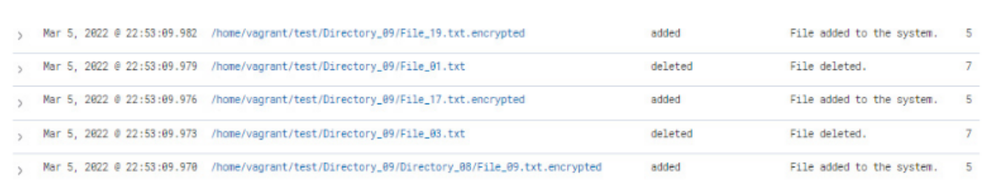 Mar 5, 2022 @ 22:53:09.982 /home/vagrant/test/Directory_09/File_19.txt.encrypted added File added to the system. 5
Mar 5, 2022 @ 22:53:09.979 /home/vagrant/test/Directory_09/File_01.txt deleted File deleted. 7
Mar 5, 2022 @ 22:53:09.976 /home/vagrant/test/Directory_09/File_17.txt.encrypted added File added to the system. 5
Mar 5, 2022 @ 22:53:09.973 /home/vagrant/test/Directory_09/File_03.txt deleted File deleted. 7
Mar 5, 2022 @ 22:53:09.970 /home/vagrant/test/Directory_09/Directory_08/File_09.txt.encrypted added File added to the system. 5